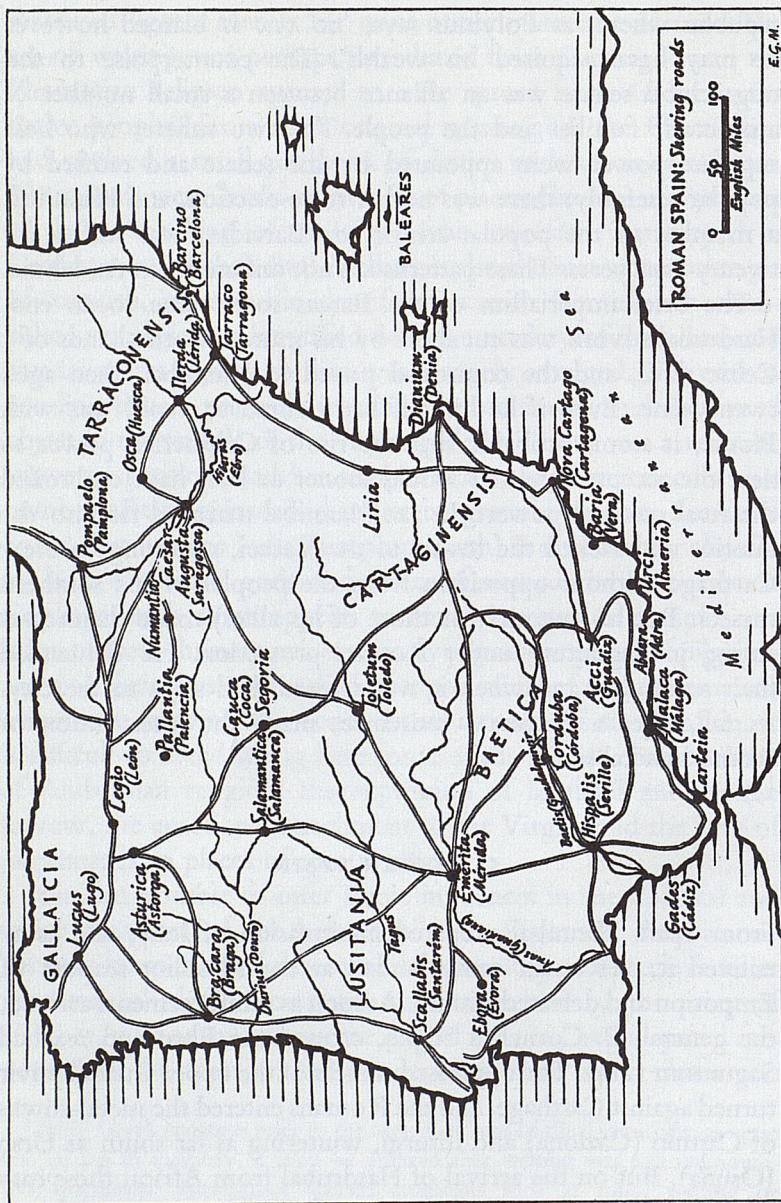 GALLAICIA
Lucus
(Lugo)
Asturica
(Astorga)
Legio
(León)
Pompaelo
(Pamplona)
TARRACONENSIS
Osca (Huesca)
Bracara
(Braga)
Durius (Douro)
Pallantia
(Palencia)
Numantia
Caesar
Augusta
(Zaragoza)
Hiberus
(Ebro)
Ilerda
(Lérida)
Barcino
(Barcelona)
Tarraco
(Tarragona)
Salamantica
(Salamanca)
Cauca
(Coca)
Segovia
LUSITANIA
Tagus
Toletum
(Toledo)
Liria
CARTAGINENSIS
BALEARES
Scallabis
(Santarem)
Ebora
(Evora)
Emerita
(Mérida)
Anas (Guadiana)
Dianium
(Denia)
BAETICA
Baetis (Guadalquivir)
Corduba
(Córdoba)
Hispalis
(Seville)
Acci
(Guadix)
Nova Cartago
(Cartagena)
Baria
(Vera)
Urci
(Almería)
Abdera
(Adra)
Malaca
(Málaga)
Carteia
Gades
(Cádiz)
Mediterranean Sea
ROMAN SPAIN: Shewing roads
0 50 100
English Miles
E.G.M.